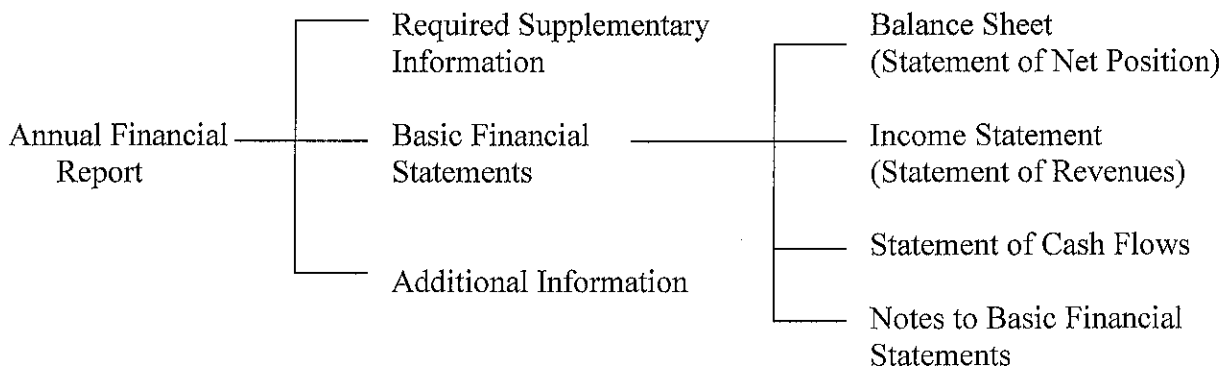 Annual Financial
Report
Required Supplementary
Information
Basic Financial
Statements
Additional Information
Balance Sheet
(Statement of Net Position)
Income Statement
(Statement of Revenues)
Statement of Cash Flows
Notes to Basic Financial
Statements